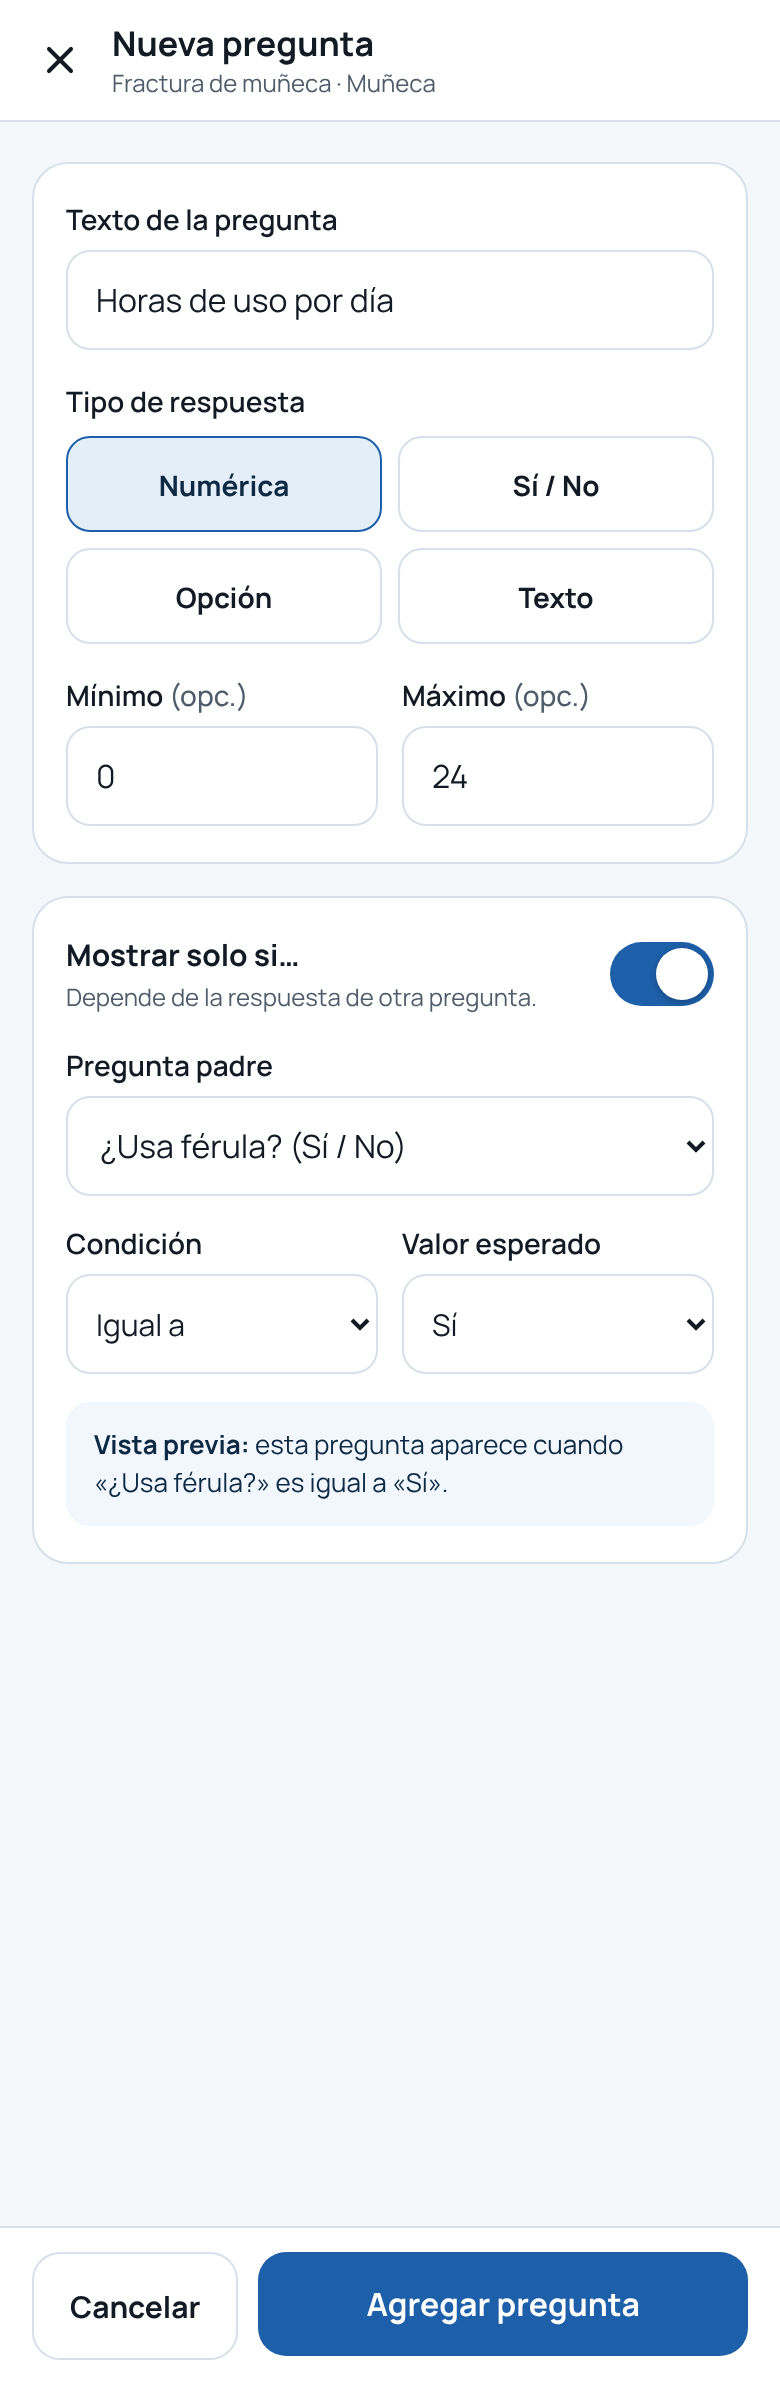 Nueva pregunta
Fractura de muñeca · Muñeca
Texto de la pregunta
Horas de uso por día
Tipo de respuesta
Numérica
Sí / No
Opción
Texto
Mínimo (opc.)
Máximo (opc.)
0
24
Mostrar solo si...
Depende de la respuesta de otra pregunta.
Pregunta padre
¿Usa férula? (Sí / No)
Condición
Valor esperado
Igual a
Sí
Vista previa: esta pregunta aparece cuando
«¿Usa férula?» es igual a «Sí».
Cancelar
Agregar pregunta